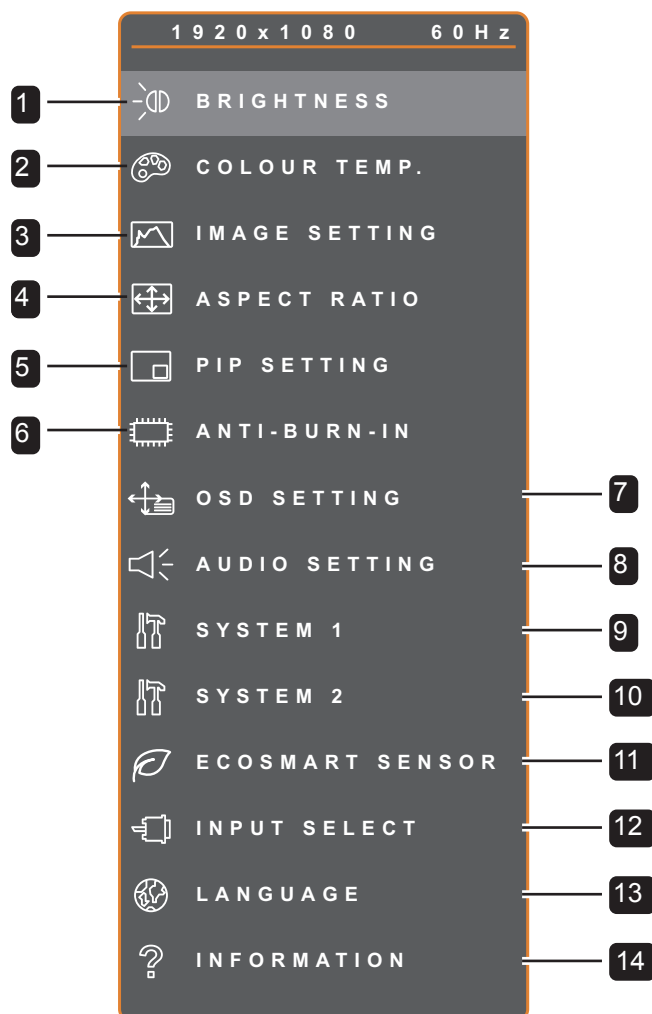 1920x1080 60Hz
1 BRIGHTNESS
2 COLOUR TEMP.
3 IMAGE SETTING
4 ASPECT RATIO
5 PIP SETTING
6 ANTI-BURN-IN
OSD SETTING 7
AUDIO SETTING 8
SYSTEM 1 9
SYSTEM 2 10
ECOSMART SENSOR 11
INPUT SELECT 12
LANGUAGE 13
INFORMATION 14